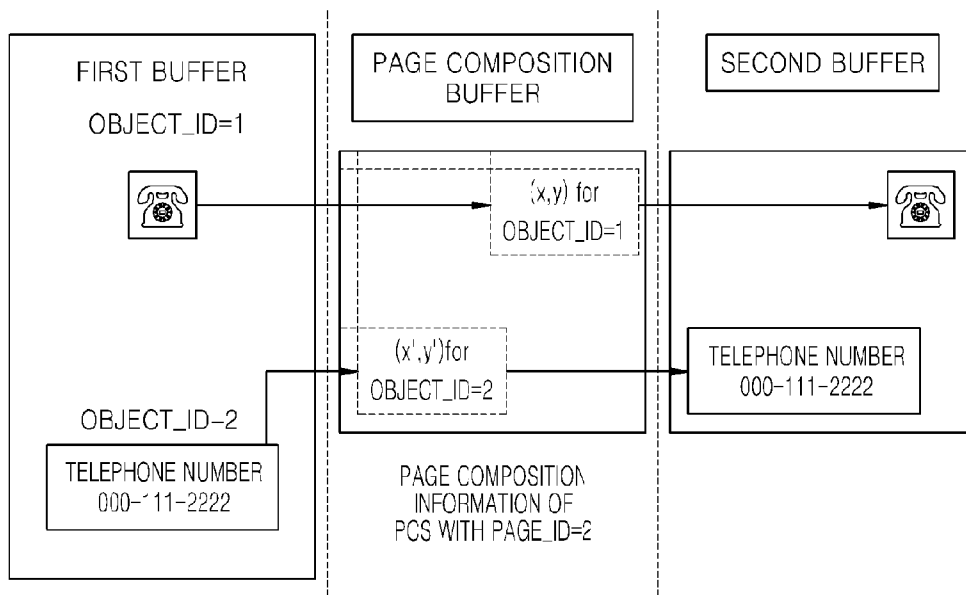 FIRST BUFFER
OBJECT_ID=1
OBJECT_ID-2
TELEPHONE NUMBER
000-111-2222
PAGE COMPOSITION
BUFFER
(x,y) for
OBJECT_ID=1
(x',y')for
OBJECT_ID=2
PAGE COMPOSITION
INFORMATION OF
PCS WITH PAGE_ID=2
SECOND BUFFER
TELEPHONE NUMBER
000-111-2222